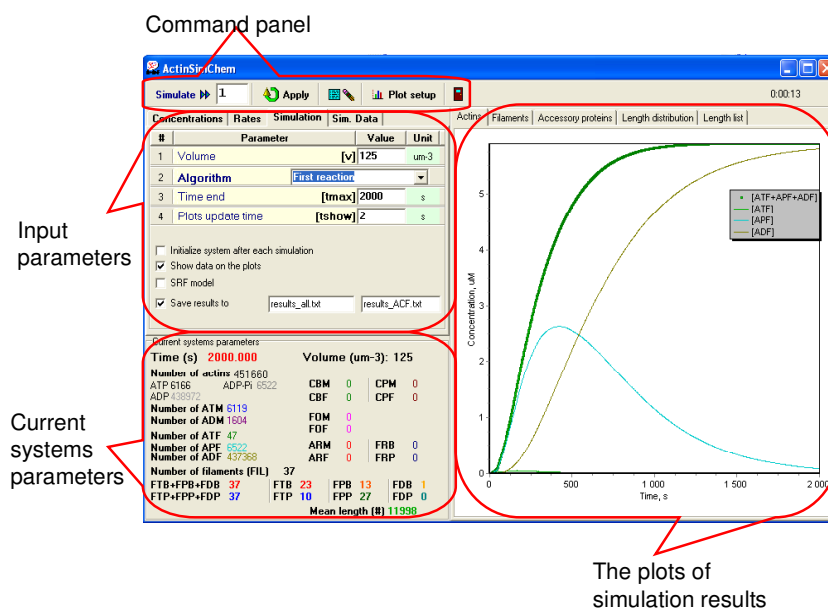 Command panel
ActinSimChem
Simulate 1 Apply Plot setup 0:00:13
Concentrations Rates Simulation Sim. Data
# Parameter Value Unit
1 Volume [v] 125 um-3
2 Algorithm First reaction
3 Time end [tmax] 2000 s
4 Plots update time [tshow] 2 s
Initialize system after each simulation
Show data on the plots
SRF model
Save results to results_all.txt results_ACF.txt
Input
parameters
Current systems parameters
Time (s) 2000.000 Volume (um-3): 125
Number of actins 451660
ATP 6166 ADP-Pi 6522
ADP 438972
Number of ATM 6119
Number of ADM 1604
Number of ATF 47
Number of APF 6522
Number of ADF 437368
CBM 0 CPM 0
CBF 0 CPF 0
FOM 0
FOF 0
ARM 0 FRB 0
ARF 0 FRP 0
Number of filaments (FIL) 37
FTB+FPB+FDB 37 FTB 23 FPB 13 FDB 1
FTP+FPP+FDP 37 FTP 10 FPP 27 FDP 0
Mean length (#) 11998
Current
systems
parameters
Actins Filaments Accessory proteins Length distribution Length list
[ATF+APF+ADF]
[ATF]
[APF]
[ADF]
Concentration, uM
5
4
3
2
1
0
0 500 1 000 1 500 2 000
Time, s
The plots of
simulation results